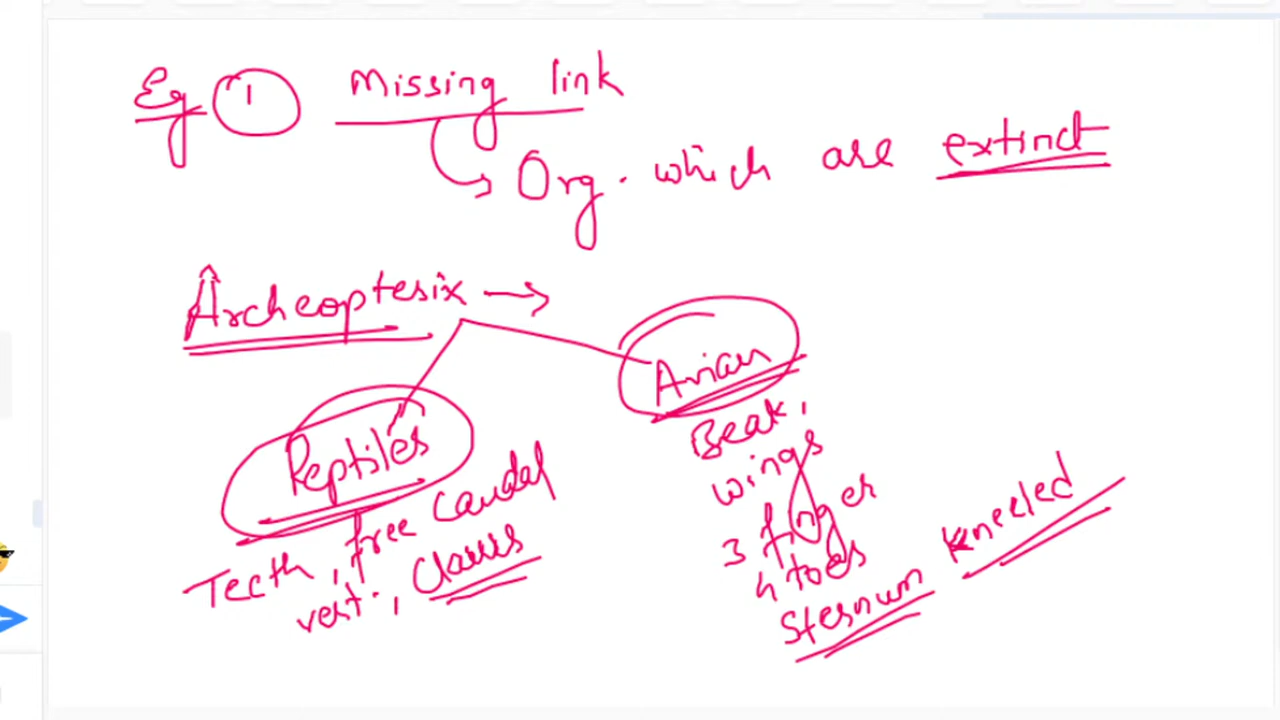 Eg ① Missing link
Org. which are extinct
Archeopterix →
Avian
Reptiles
Beak,
wings
3 finger
4 toes
Sternum kneeled
Teeth, free caudal
vert., Claws